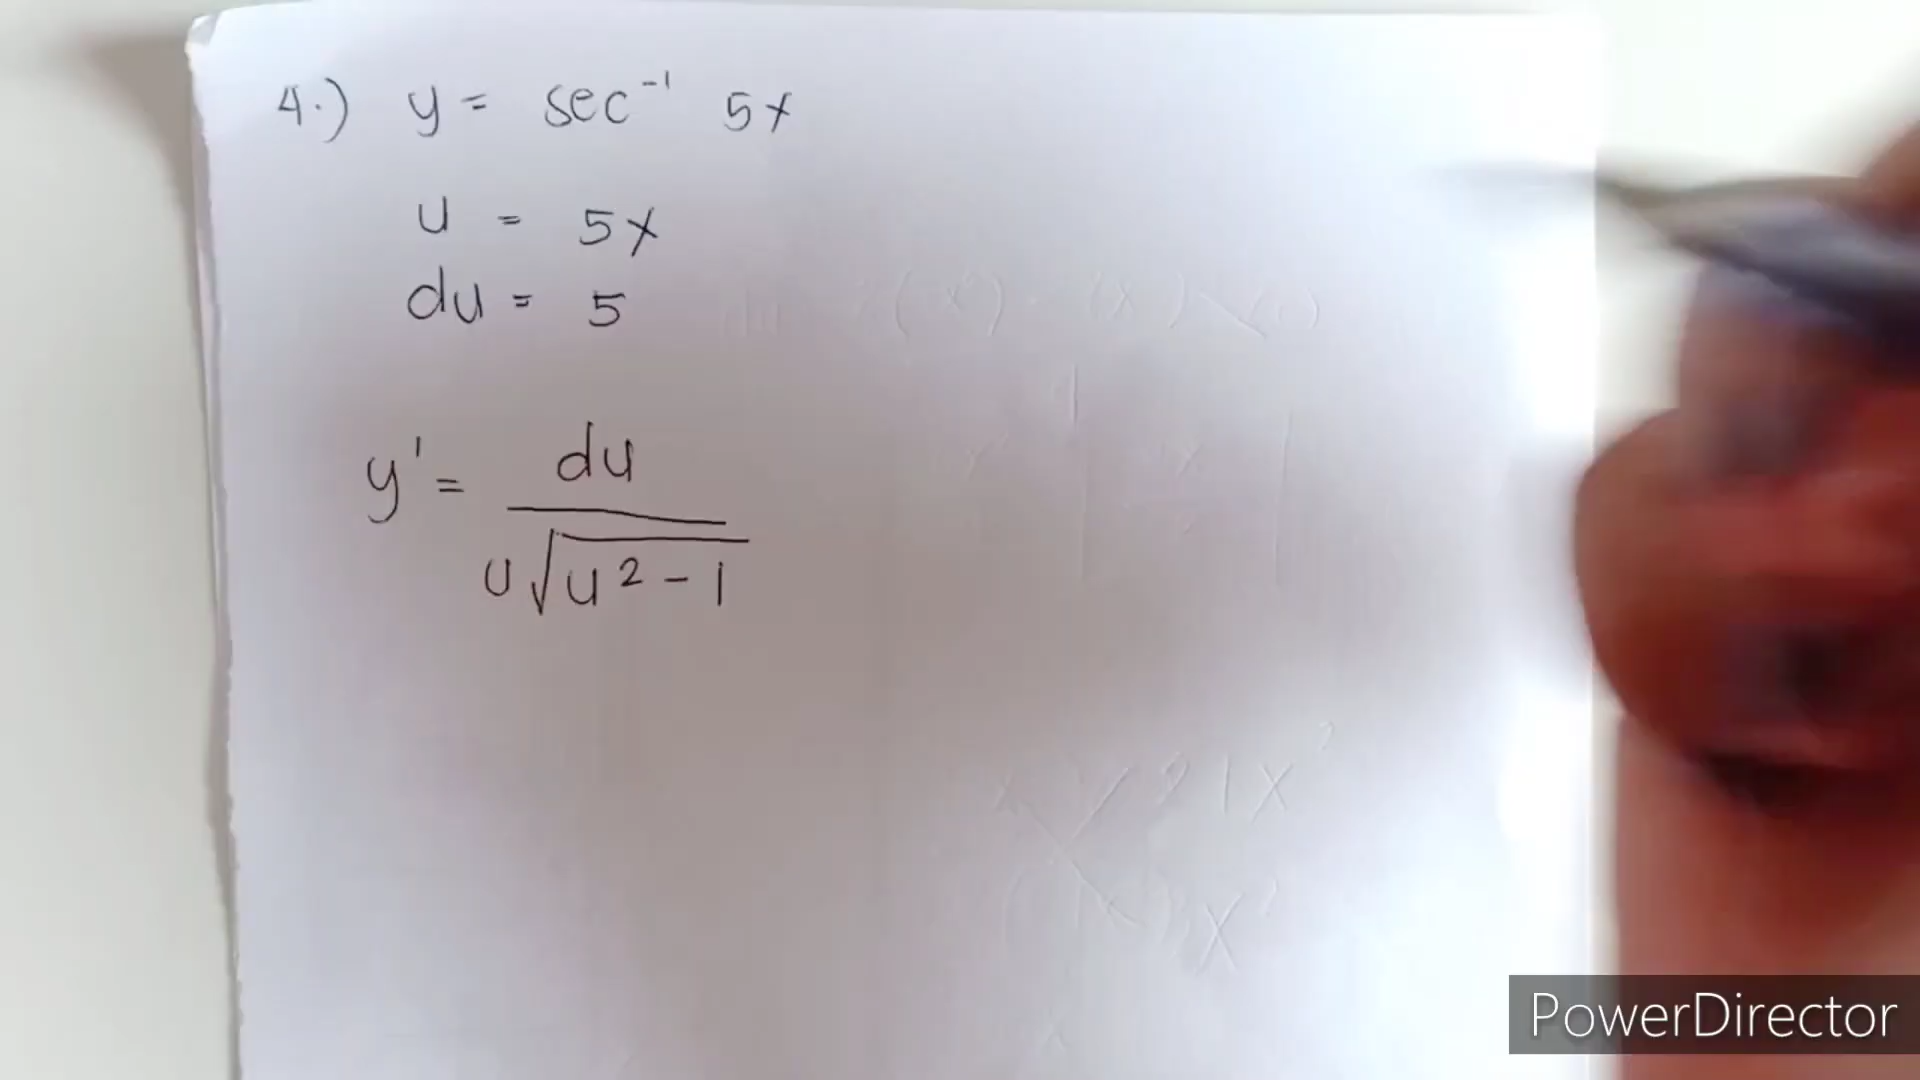 4.) y = sec⁻¹ 5x
u = 5x
du = 5
y' = du
u√u² - 1
PowerDirector